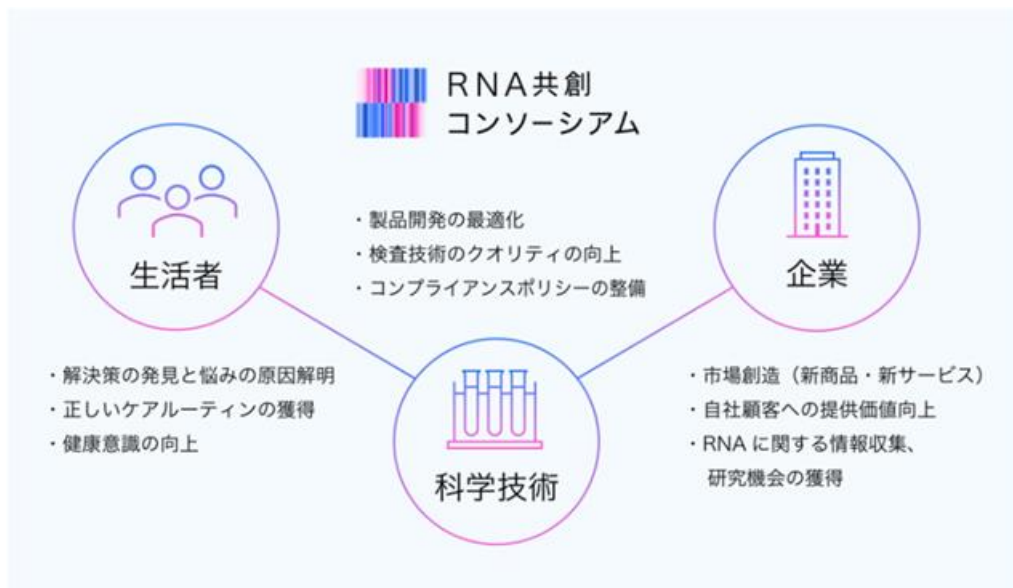 RNA共創
コンソーシアム
生活者
・解決策の発見と悩みの原因解明
・正しいケアルーティンの獲得
・健康意識の向上
・製品開発の最適化
・検査技術のクオリティの向上
・コンプライアンスポリシーの整備
科学技術
企業
・市場創造（新商品・新サービス）
・自社顧客への提供価値向上
・RNA に関する情報収集、
研究機会の獲得